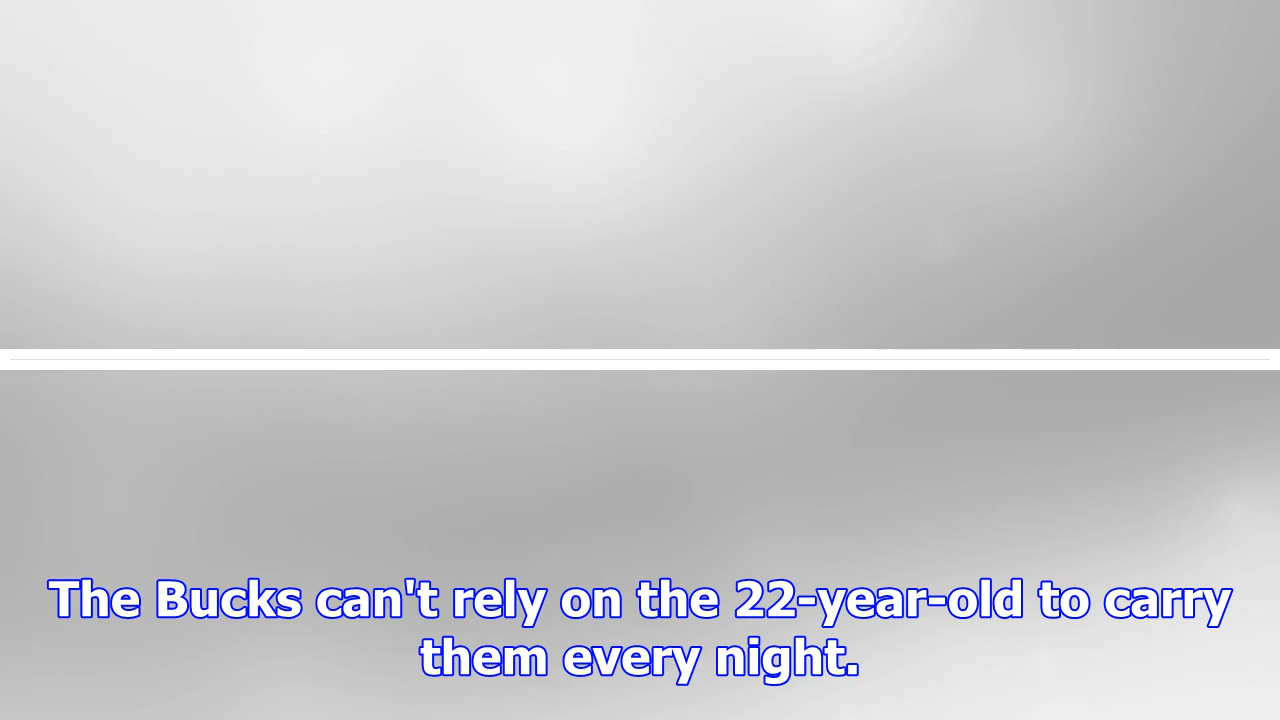 The Bucks can't rely on the 22-year-old to carry
them every night.